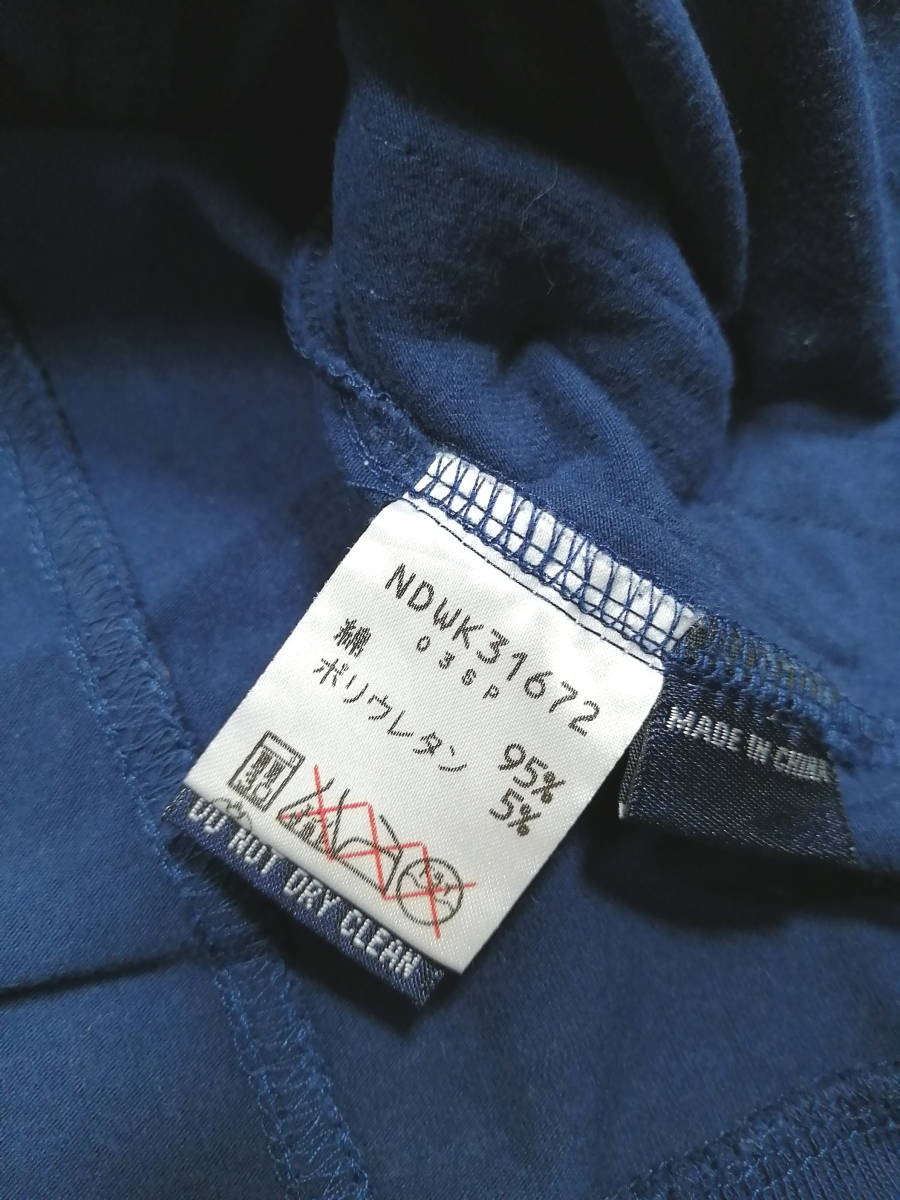 NDWK31672
03SP
綿 95%
ポリウレタン 5%
DO NOT DRY CLEAN
MADE IN CHINA